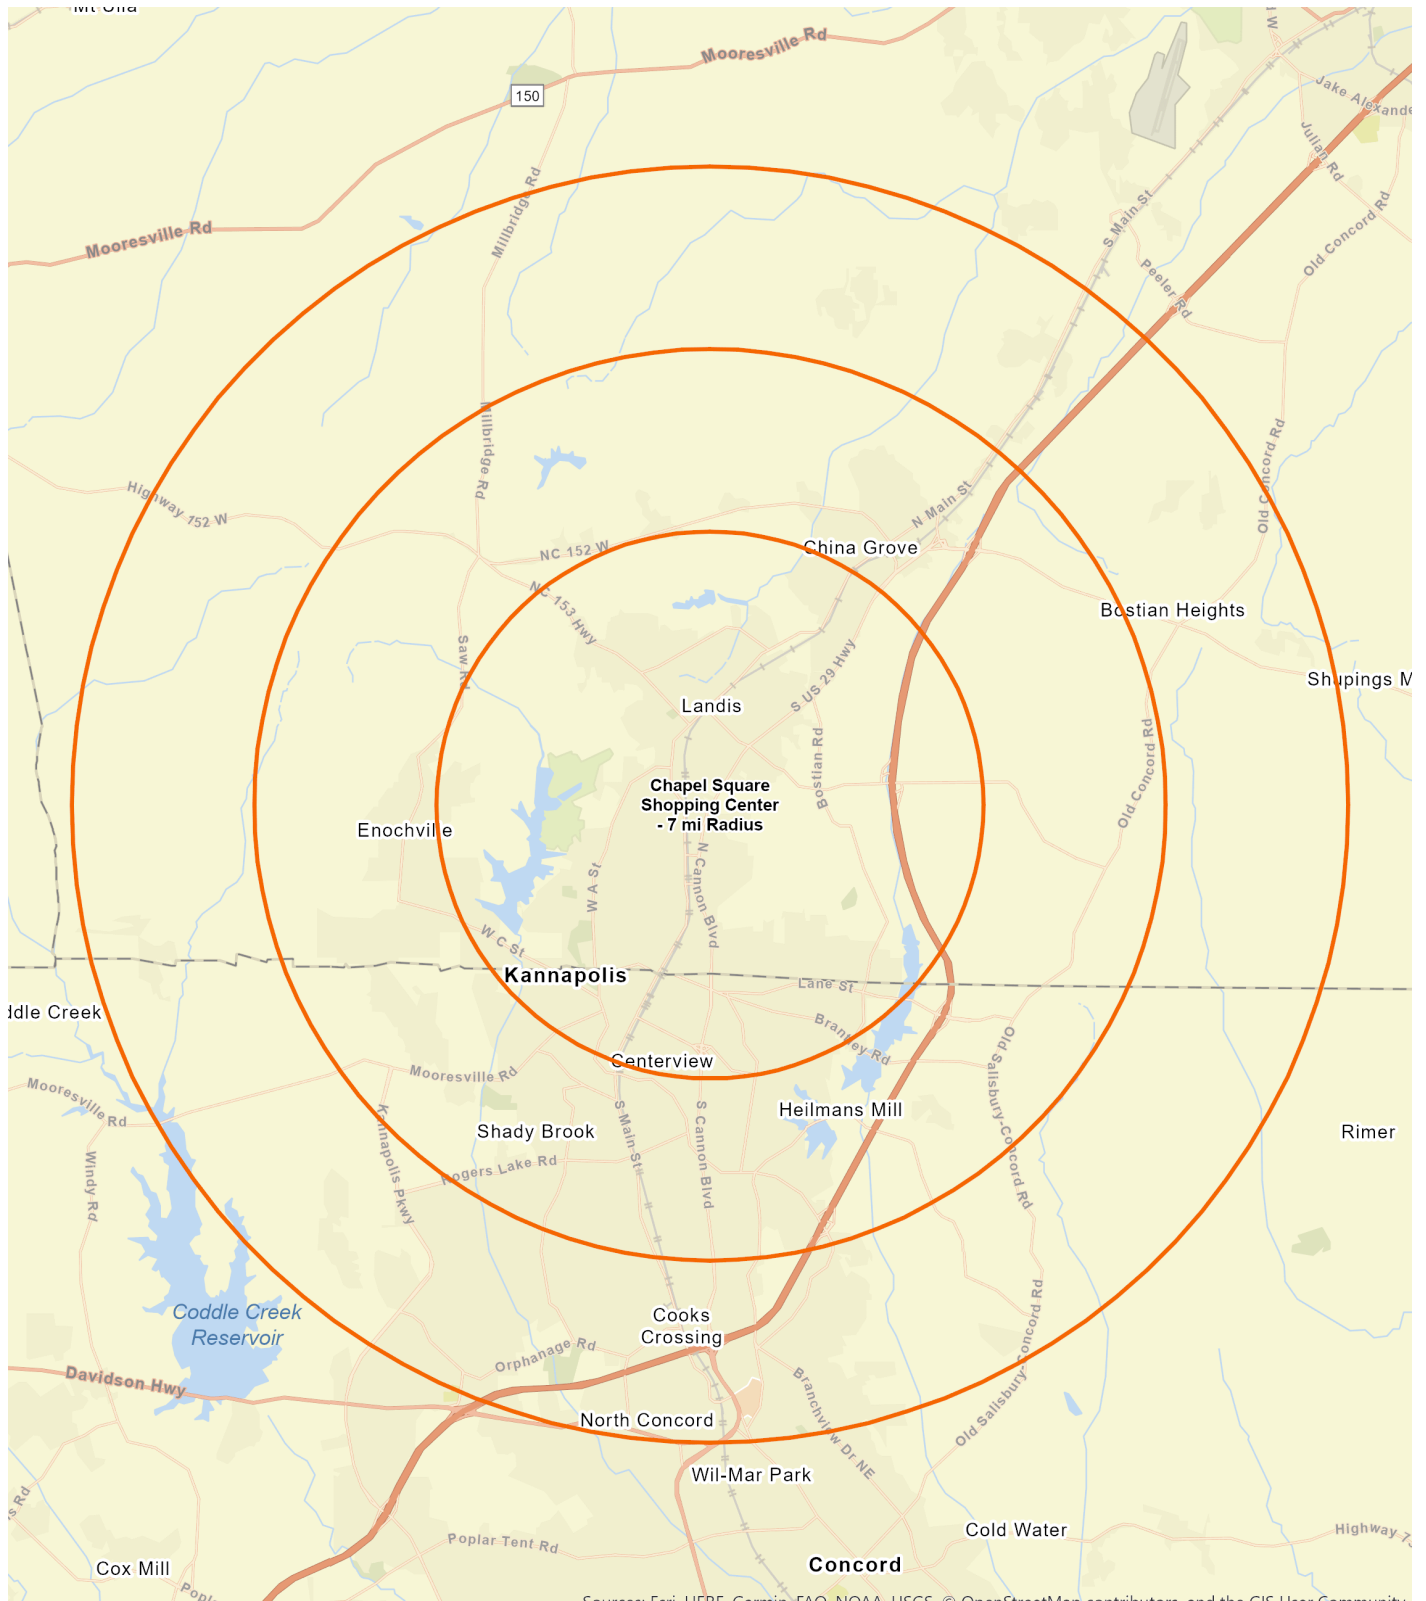 Mooresville Rd
150
Jake Alexande
Julian Rd
Millbridge Rd
Mooresville Rd
S Main St
Old Concord Rd
Peeler Rd
Millbridge Rd
Highway 152 W
Old Concord Rd
N Main St
NC 152 W
China Grove
NC 153 Hwy
Bostian Heights
Saw Rd
S US 29 Hwy
Shupings M
Landis
Bostian Rd
Old Concord Rd
Chapel Square
Shopping Center
- 7 mi Radius
Enochville
W A St
N Cannon Blvd
W C St
Kannapolis
Lane St
ddle Creek
Brantley Rd
Old Salisbury-Concord Rd
Centerview
Mooresville Rd
Mooresville Rd
Kannapolis Pkwy
S Main St
S Cannon Blvd
Heilmans Mill
Shady Brook
Rimer
Rogers Lake Rd
Windy Rd
Coddle Creek
Reservoir
Cooks
Crossing
Old Salisbury-Concord Rd
Orphanage Rd
Davidson Hwy
Branchview Dr NE
North Concord
Wil-Mar Park
s Rd
Cold Water
Highway 73
Poplar Tent Rd
Cox Mill
Concord
Popl